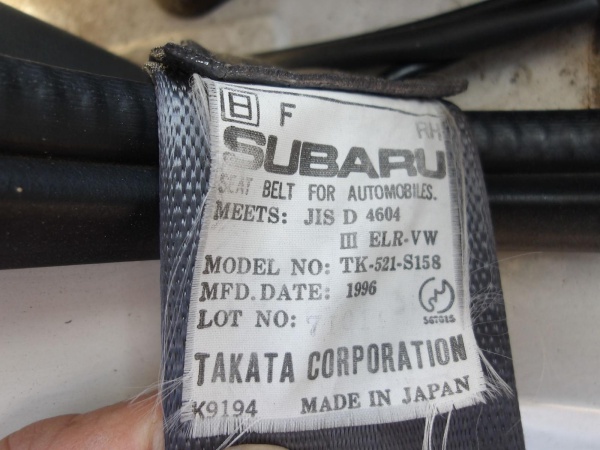 日 F RH
SUBARU
SEAT BELT FOR AUTOMOBILES.
MEETS: JIS D 4604
III ELR-VW
MODEL NO: TK-521-S158
MFD. DATE: 1996
LOT NO:
TAKATA CORPORATION
K9194 MADE IN JAPAN